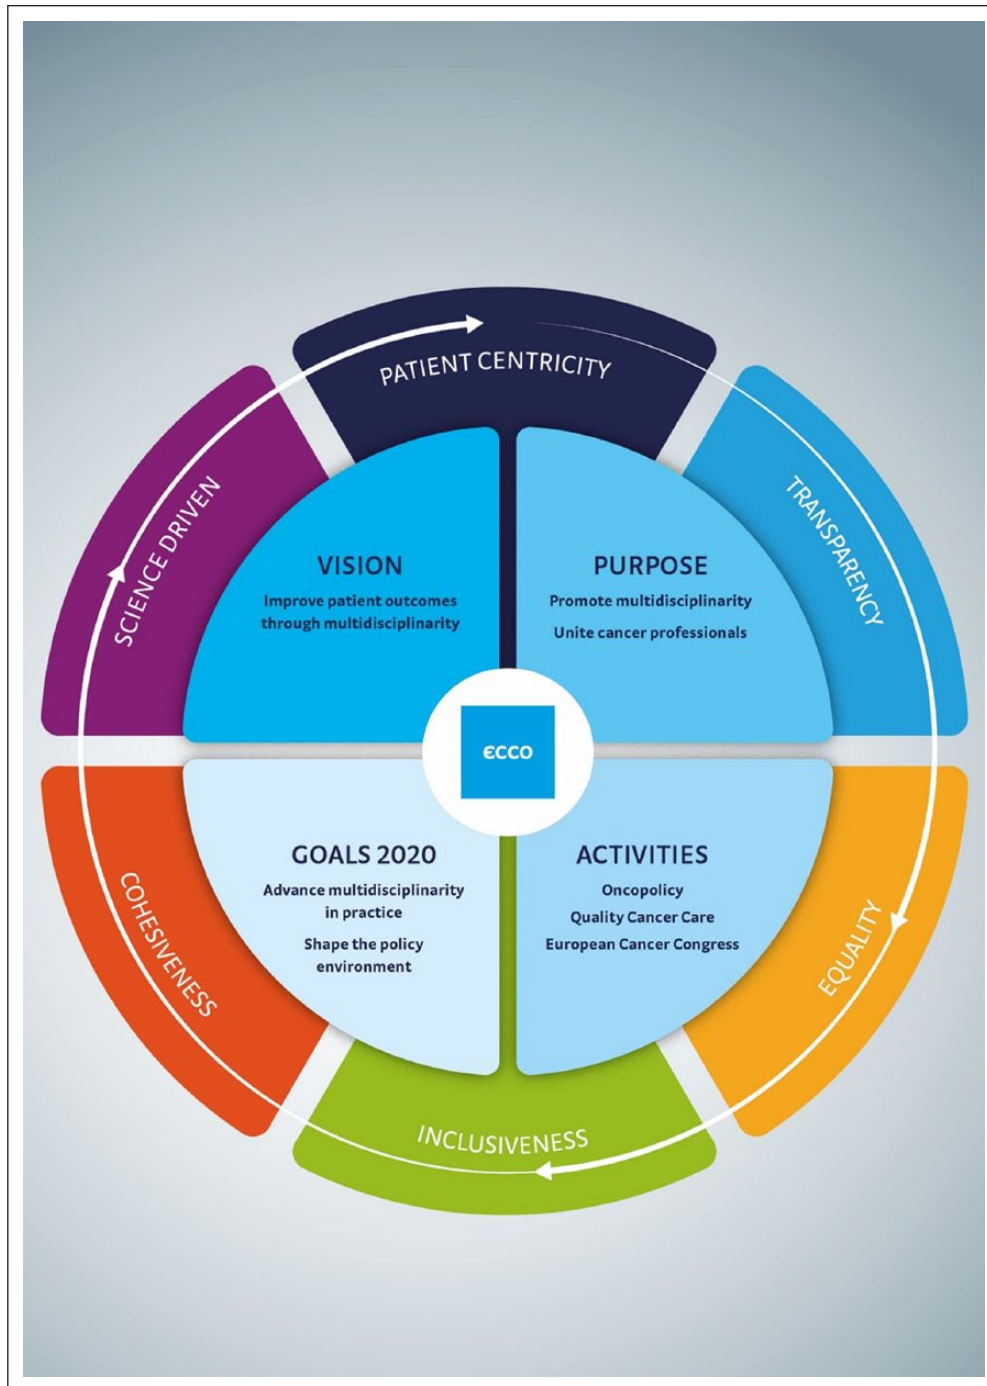 PATIENT CENTRICITY
TRANSPARENCY
EQUALITY
INCLUSIVENESS
COHESIVENESS
SCIENCE DRIVEN
VISION
Improve patient outcomes
through multidisciplinarity
PURPOSE
Promote multidisciplinarity
Unite cancer professionals
єcco
GOALS 2020
Advance multidisciplinarity
in practice
Shape the policy
environment
ACTIVITIES
Oncopolicy
Quality Cancer Care
European Cancer Congress